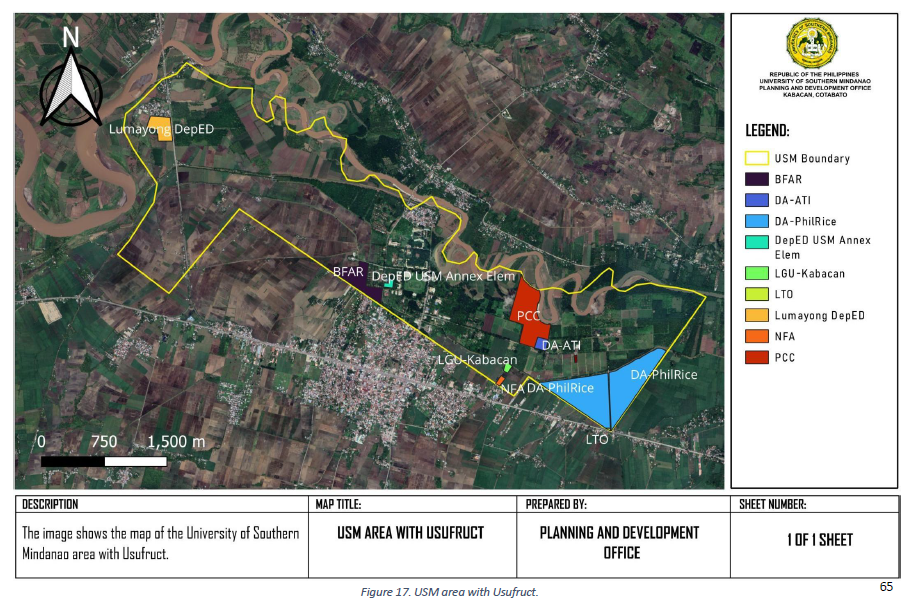 N
Lumayong DepED
BFAR
DepED USM Annex Elem
PCC
DA-ATI
LGU-Kabacan
NFA
DA-PhilRice
DA-PhilRice
LTO
0 750 1,500 m
REPUBLIC OF THE PHILIPPINES
UNIVERSITY OF SOUTHERN MINDANAO
PLANNING AND DEVELOPMENT OFFICE
KABACAN, COTABATO
LEGEND:
USM Boundary
BFAR
DA-ATI
DA-PhilRice
DepED USM Annex
Elem
LGU-Kabacan
LTO
Lumayong DepED
NFA
PCC
DESCRIPTION
The image shows the map of the University of Southern
Mindanao area with Usufruct.
MAP TITLE:
USM AREA WITH USUFRUCT
PREPARED BY:
PLANNING AND DEVELOPMENT
OFFICE
SHEET NUMBER:
1 OF 1 SHEET
Figure 17. USM area with Usufruct.
65